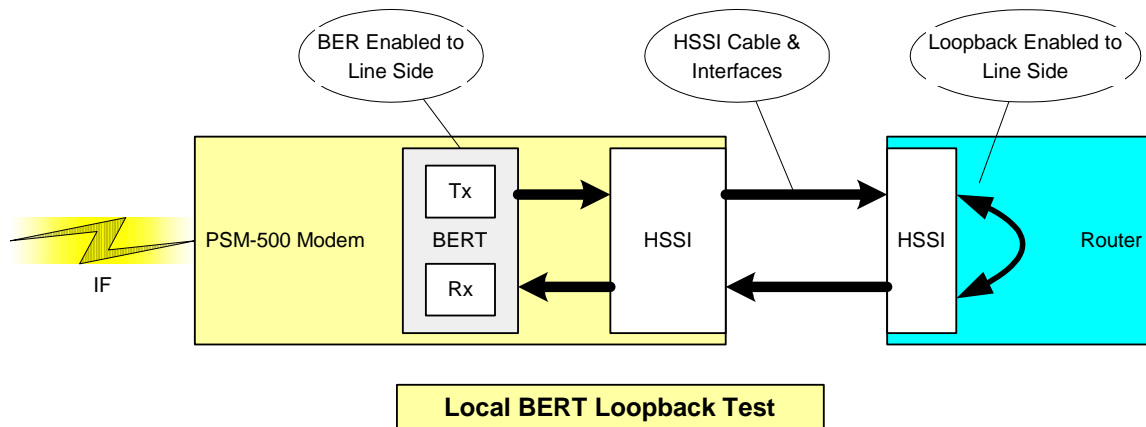 BER Enabled to
Line Side
HSSI Cable &
Interfaces
Loopback Enabled to
Line Side
Tx
PSM-500 Modem
BERT
HSSI
HSSI
Router
Rx
IF
Local BERT Loopback Test